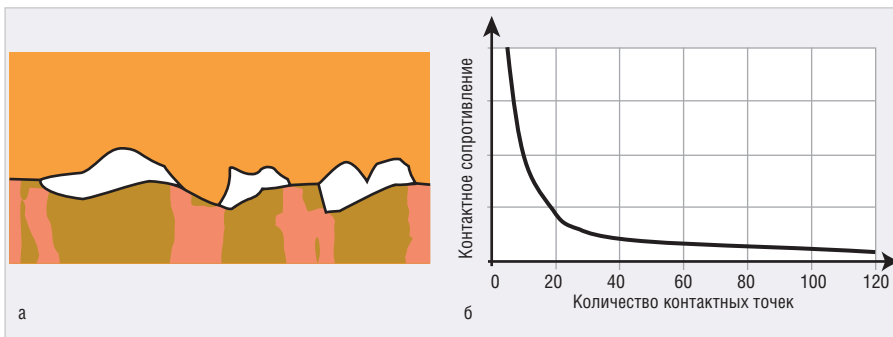 а
Контактное сопротивление
0 20 40 60 80 100 120
Количество контактных точек
б